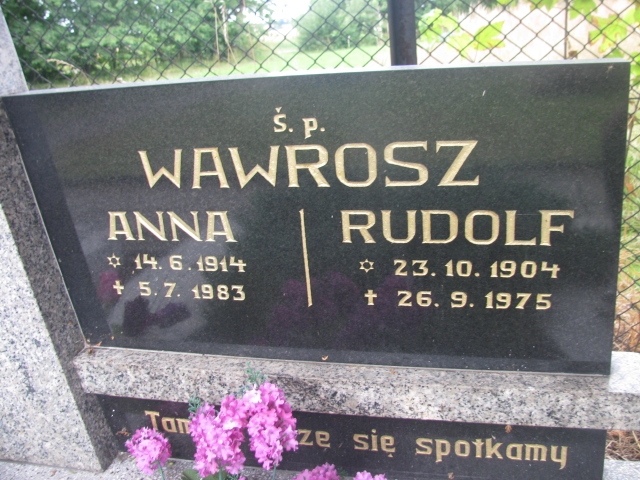 Ś. p.
WAWROSZ
ANNA
✡ 14. 6. 1914
✝ 5. 7. 1983
RUDOLF
✡ 23. 10. 1904
✝ 26. 9. 1975
się spotkamy